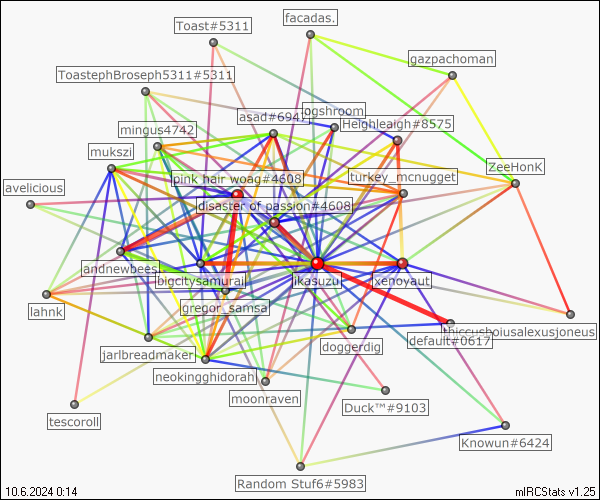 Toast#5311
facadas.
gazpachoman
ToastephBroseph5311#5311
ogshroom
asad#6947
Heighleaigh#8575
mingus4742
mukszi
ZeeHonK
pink hair woag#4608
turkey_mcnugget
avelicious
disaster of passion#4608
andnewbees
bigcitysamurai
ikasuzu
xenoyaut
lahnk
gregor_samsa
thiccushoiusalexusjoneus
default#0617
doggerdig
jarlbreadmaker
neokingghidorah
moonraven
Duck™#9103
tescoroll
Knowun#6424
Random Stuf6#5983
10.6.2024 0:14
mIRCStats v1.25